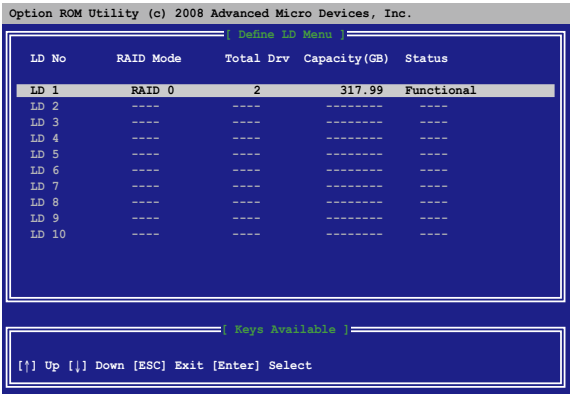 Option ROM Utility (c) 2008 Advanced Micro Devices, Inc.
[ Define LD Menu ]
LD No RAID Mode Total Drv Capacity(GB) Status
LD 1 RAID 0 2 317.99 Functional
LD 2 ---- ---- -------- ----
LD 3 ---- ---- -------- ----
LD 4 ---- ---- -------- ----
LD 5 ---- ---- -------- ----
LD 6 ---- ---- -------- ----
LD 7 ---- ---- -------- ----
LD 8 ---- ---- -------- ----
LD 9 ---- ---- -------- ----
LD 10 ---- ---- -------- ----
[ Keys Available ]
[↑] Up [↓] Down [ESC] Exit [Enter] Select